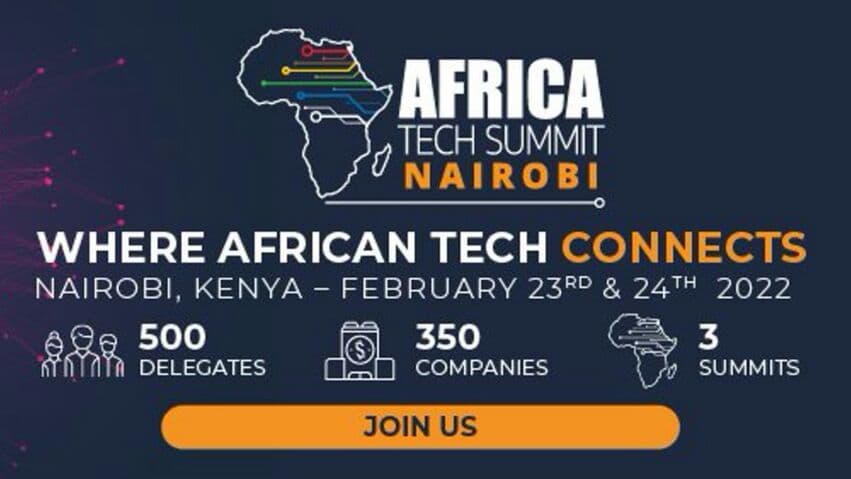 AFRICA
TECH SUMMIT
NAIROBI
WHERE AFRICAN TECH CONNECTS
NAIROBI, KENYA – FEBRUARY 23RD & 24TH 2022
500
DELEGATES
$
350
COMPANIES
3
SUMMITS
JOIN US